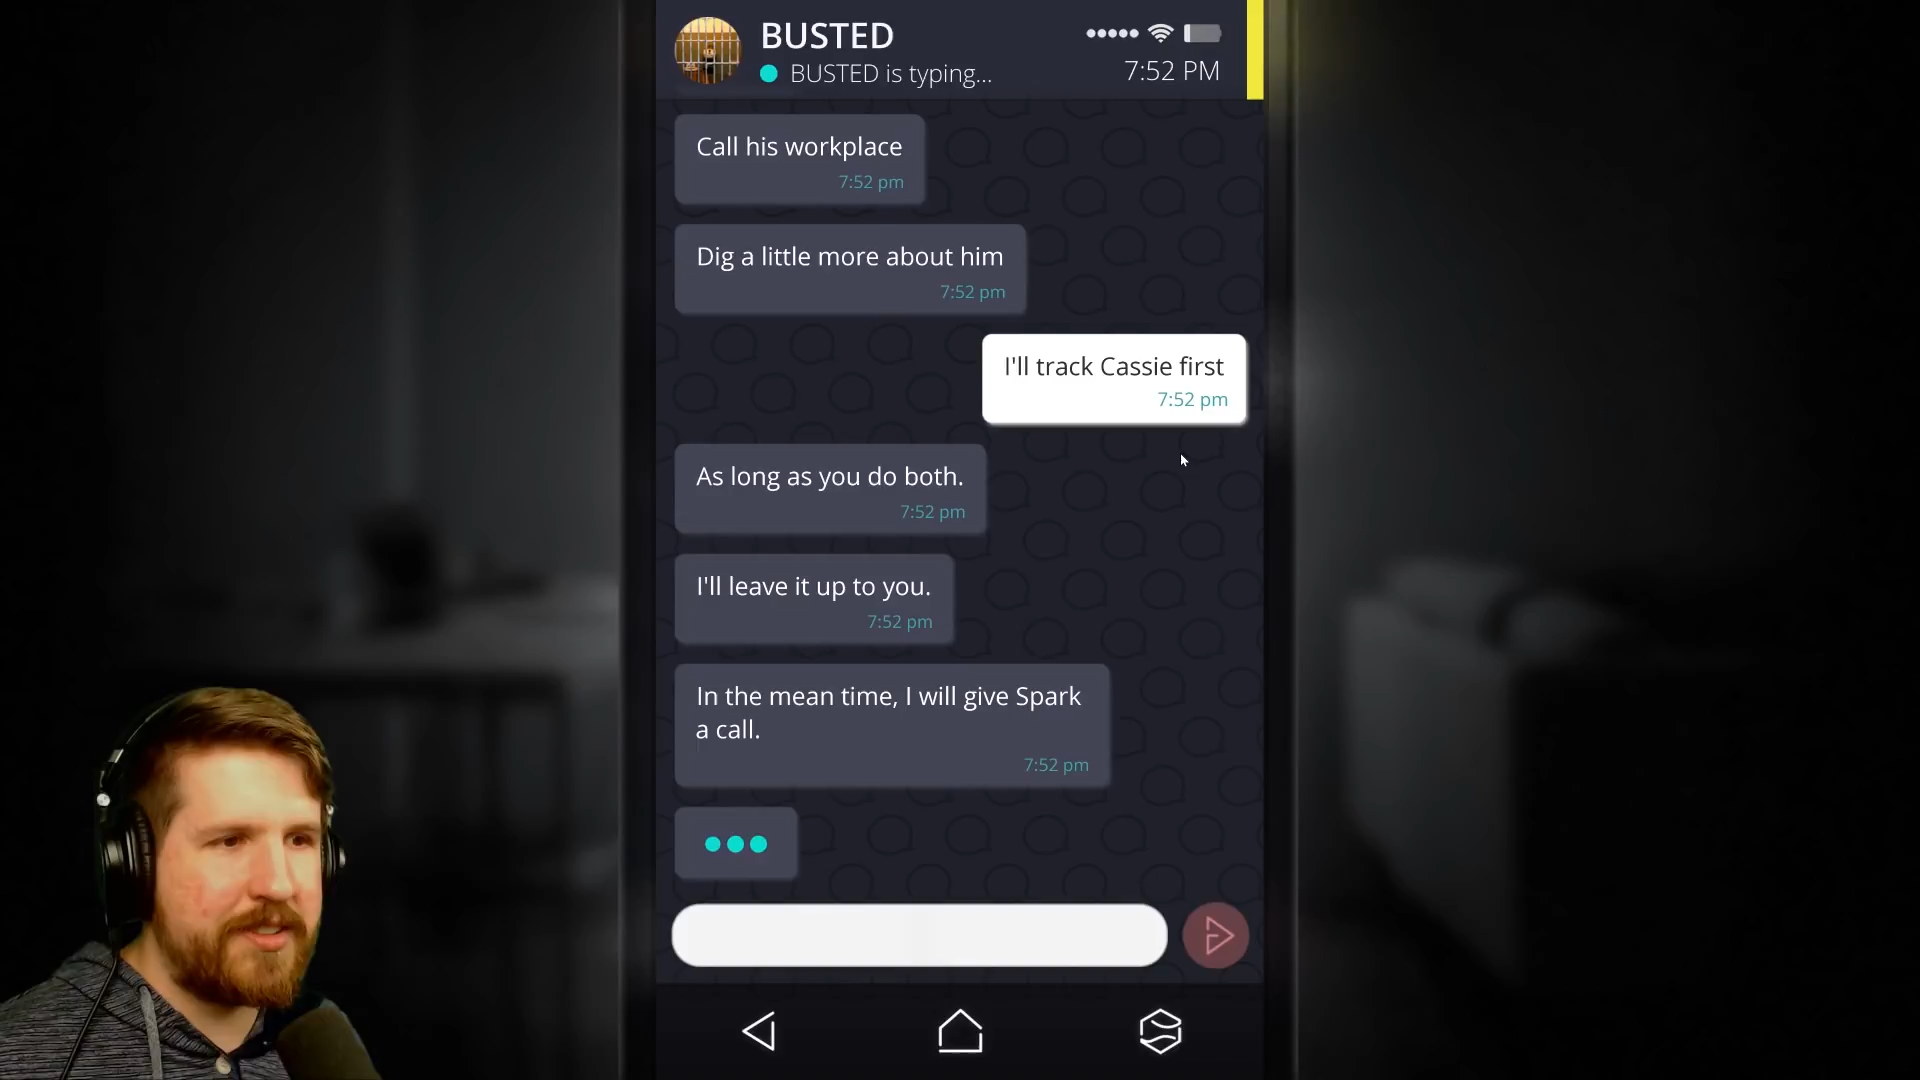 BUSTED
BUSTED is typing...
7:52 PM
Call his workplace
7:52 pm
Dig a little more about him
7:52 pm
I'll track Cassie first
7:52 pm
As long as you do both.
7:52 pm
I'll leave it up to you.
7:52 pm
In the mean time, I will give Spark
a call.
7:52 pm